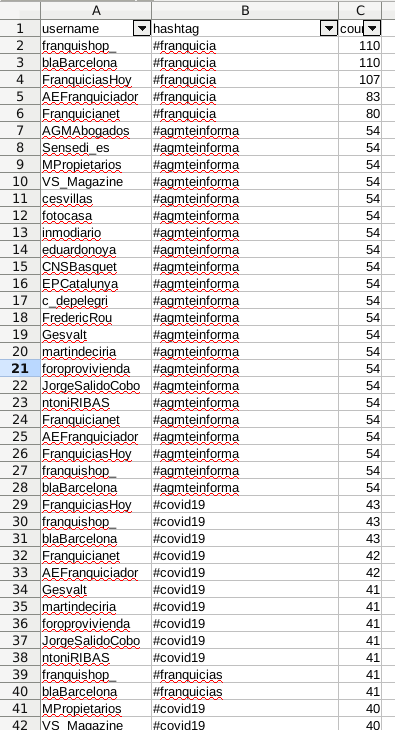 A B C
1 username hashtag cou
2 franquishop_ #franquicia 110
3 blaBarcelona #franquicia 110
4 FranquiciasHoy #franquicia 107
5 AEFranquiciador #franquicia 83
6 Franquicianet #franquicia 80
7 AGMAbogados #agmteinforma 54
8 Sensedi_es #agmteinforma 54
9 MPropietarios #agmteinforma 54
10 VS_Magazine #agmteinforma 54
11 cesvillas #agmteinforma 54
12 fotocasa #agmteinforma 54
13 inmodiario #agmteinforma 54
14 eduardonoya #agmteinforma 54
15 CNSBasquet #agmteinforma 54
16 EPCatalunya #agmteinforma 54
17 c_depelegri #agmteinforma 54
18 FredericRou #agmteinforma 54
19 Gesvalt #agmteinforma 54
20 martindeciria #agmteinforma 54
21 foroprovivienda #agmteinforma 54
22 JorgeSalidoCobo #agmteinforma 54
23 ntoniRIBAS #agmteinforma 54
24 Franquicianet #agmteinforma 54
25 AEFranquiciador #agmteinforma 54
26 FranquiciasHoy #agmteinforma 54
27 franquishop_ #agmteinforma 54
28 blaBarcelona #agmteinforma 54
29 FranquiciasHoy #covid19 43
30 franquishop_ #covid19 43
31 blaBarcelona #covid19 43
32 Franquicianet #covid19 42
33 AEFranquiciador #covid19 42
34 Gesvalt #covid19 41
35 martindeciria #covid19 41
36 foroprovivienda #covid19 41
37 JorgeSalidoCobo #covid19 41
38 ntoniRIBAS #covid19 41
39 franquishop_ #franquicias 41
40 blaBarcelona #franquicias 41
41 MPropietarios #covid19 40
42 VS_Magazine #covid19 40